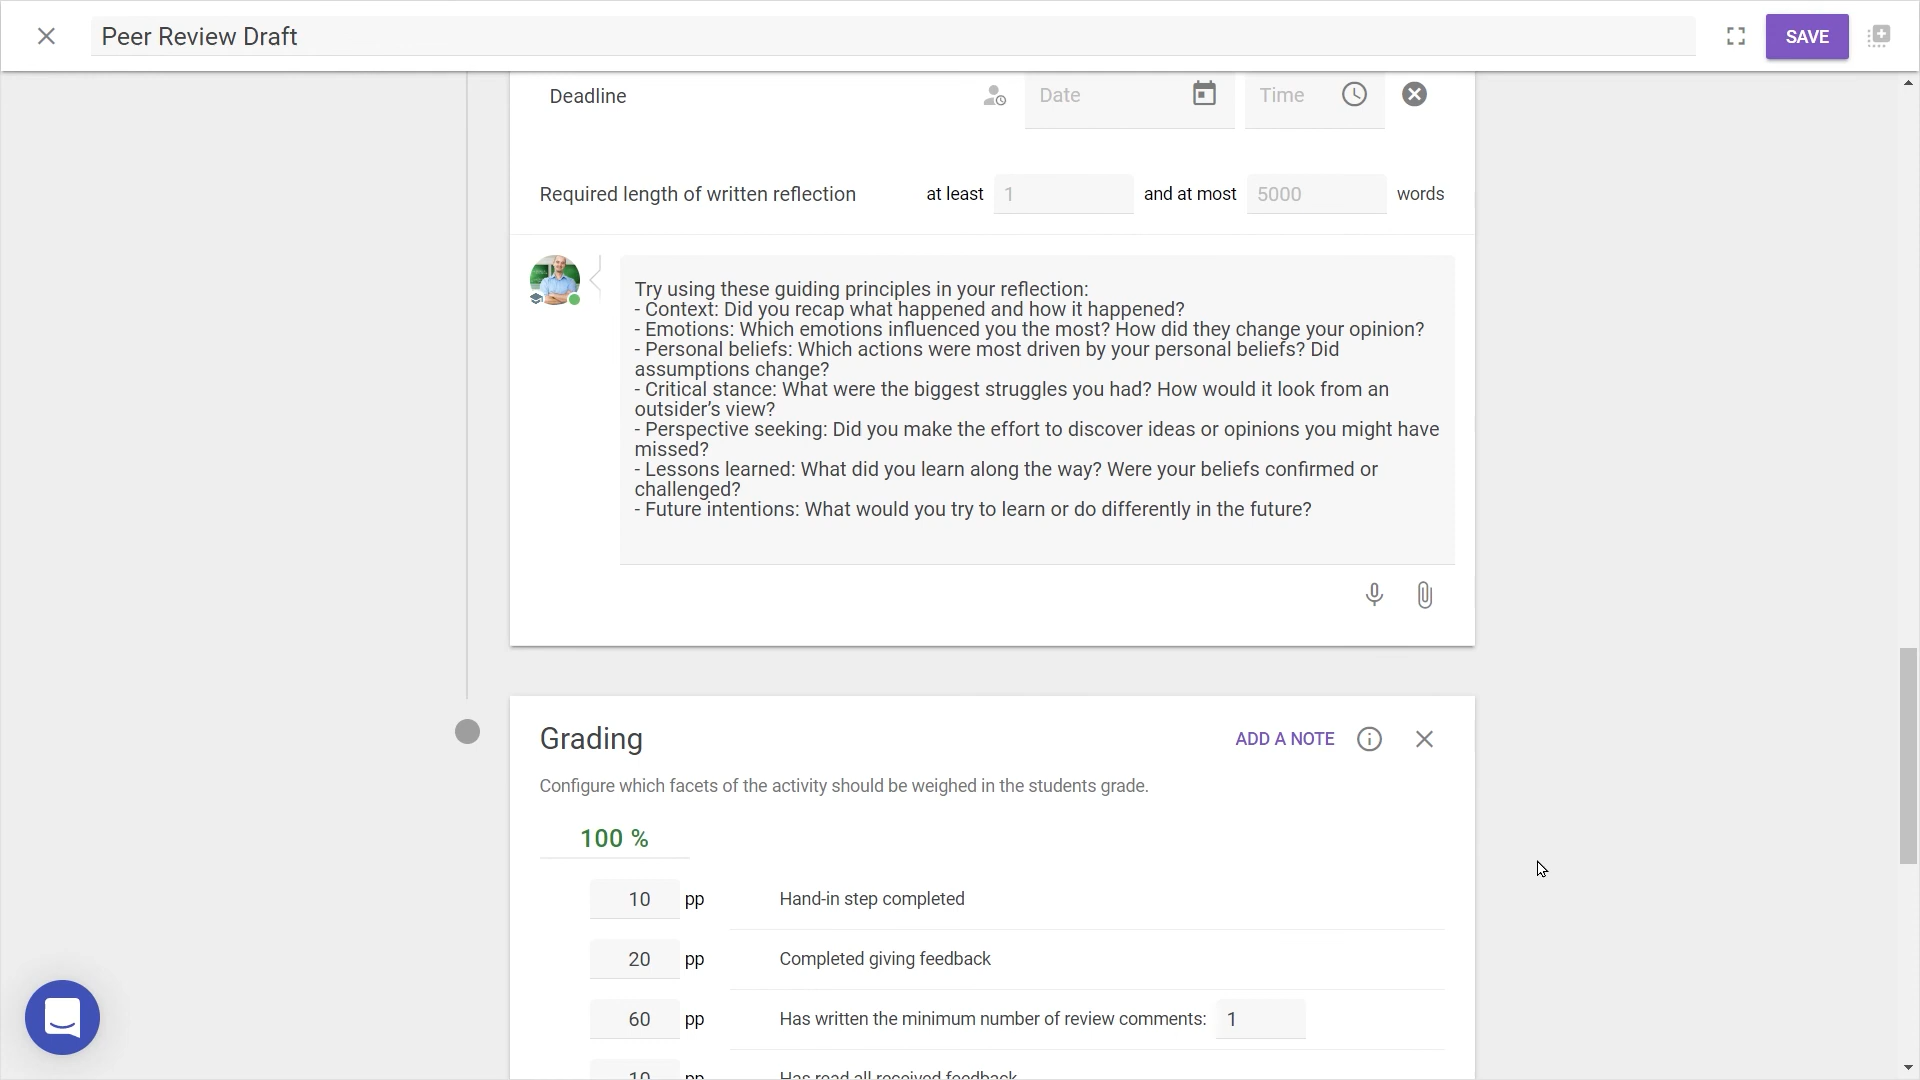 Peer Review Draft
SAVE
Deadline
Date
Time
Required length of written reflection
at least
1
and at most
5000
words
Try using these guiding principles in your reflection:
- Context: Did you recap what happened and how it happened?
- Emotions: Which emotions influenced you the most? How did they change your opinion?
- Personal beliefs: Which actions were most driven by your personal beliefs? Did
assumptions change?
- Critical stance: What were the biggest struggles you had? How would it look from an
outsider’s view?
- Perspective seeking: Did you make the effort to discover ideas or opinions you might have
missed?
- Lessons learned: What did you learn along the way? Were your beliefs confirmed or
challenged?
- Future intentions: What would you try to learn or do differently in the future?
Grading
ADD A NOTE
Configure which facets of the activity should be weighed in the students grade.
100 %
10 pp Hand-in step completed
20 pp Completed giving feedback
60 pp Has written the minimum number of review comments: 1
10 pp Has read all received feedback